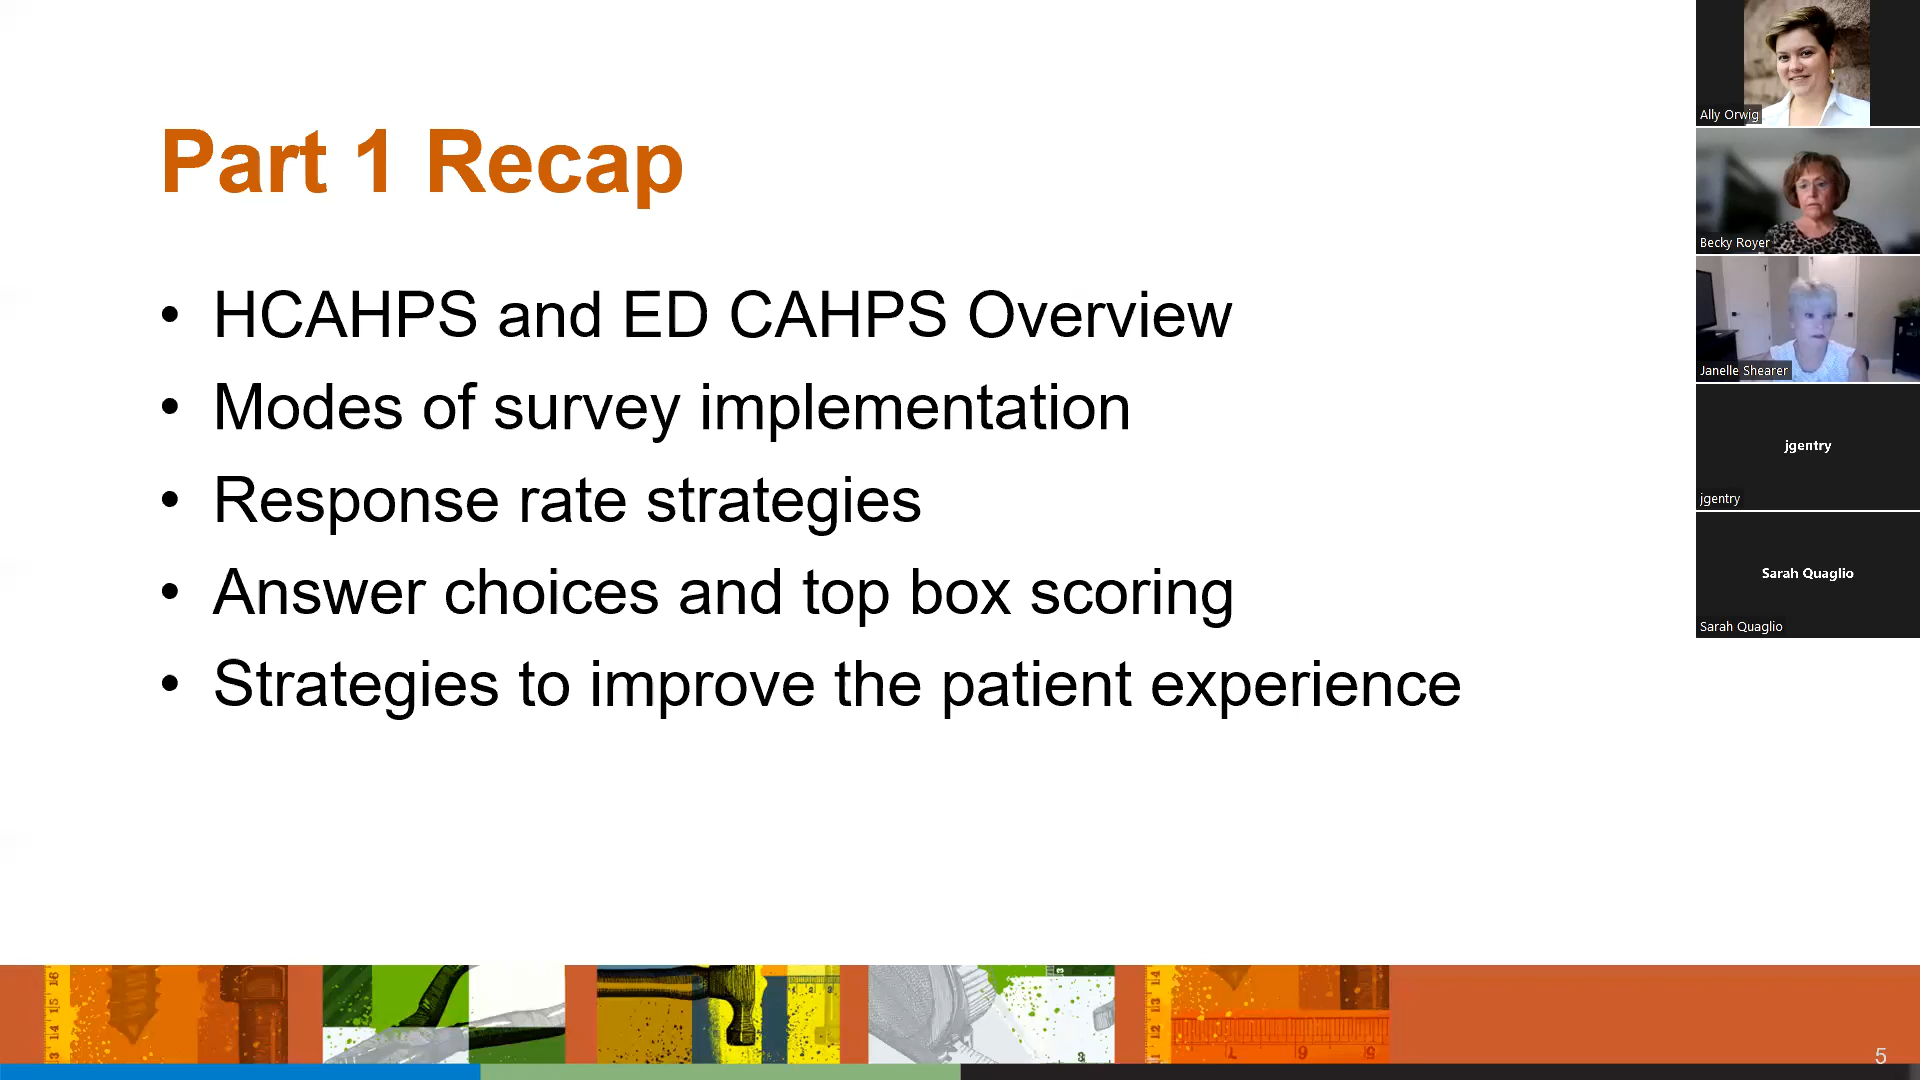 Part 1 Recap
• HCAHPS and ED CAHPS Overview
• Modes of survey implementation
• Response rate strategies
• Answer choices and top box scoring
• Strategies to improve the patient experience
Ally Orwig
Becky Royer
Janelle Shearer
jgentry
jgentry
Sarah Quaglio
Sarah Quaglio
5